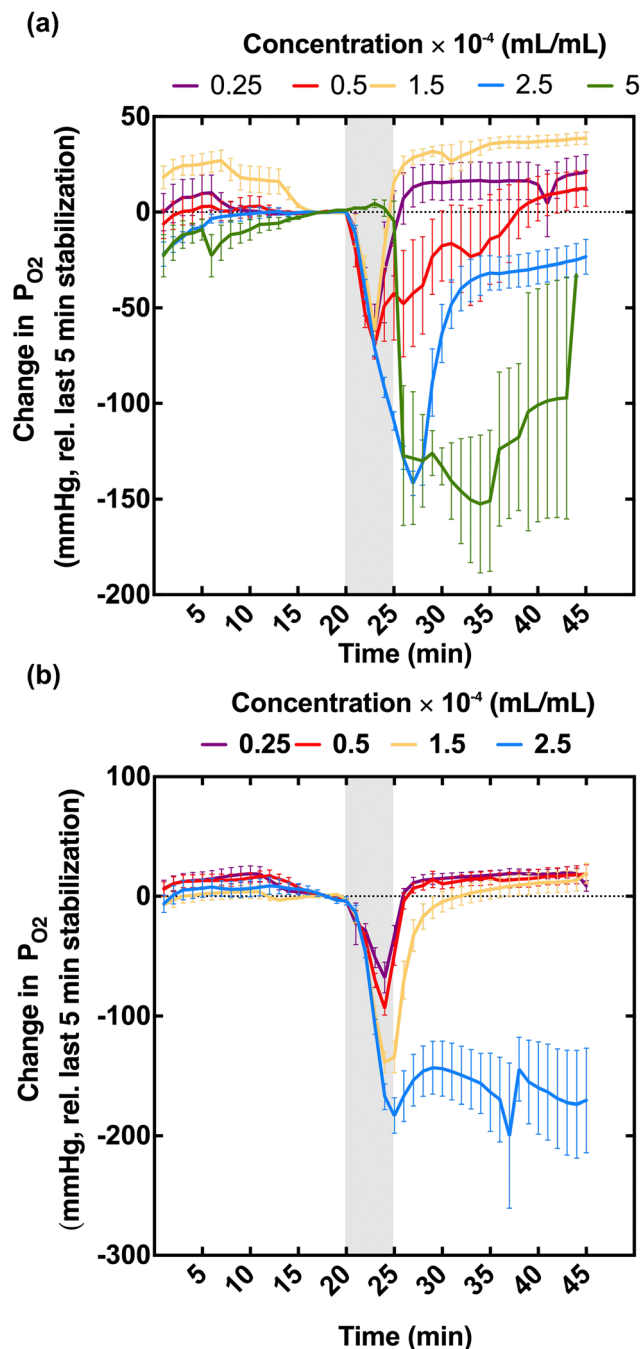 (a)
Concentration × 10-4 (mL/mL)
0.25 0.5 1.5 2.5 5
50
0
-50
-100
-150
-200
Change in PO2
(mmHg, rel. last 5 min stabilization)
5 10 15 20 25 30 35 40 45
Time (min)
(b)
Concentration × 10-4 (mL/mL)
0.25 0.5 1.5 2.5
100
0
-100
-200
-300
Change in PO2
(mmHg, rel. last 5 min stabilization)
5 10 15 20 25 30 35 40 45
Time (min)